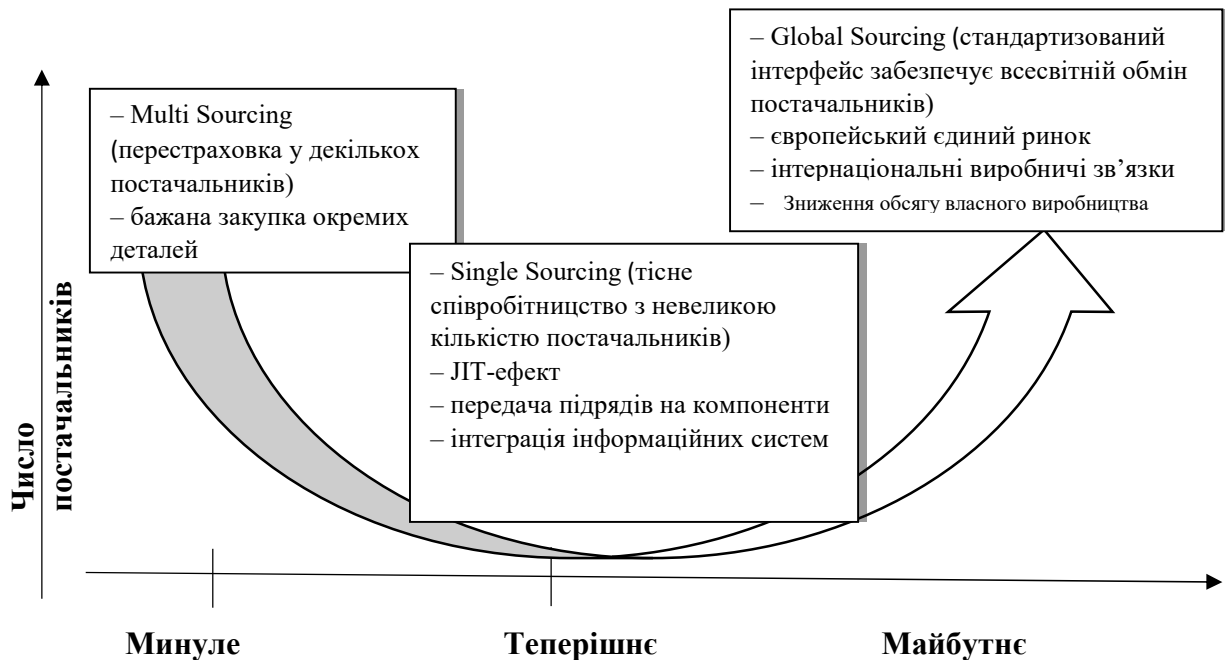 – Multi Sourcing
(перестраховка у декількох
постачальників)
– бажана закупка окремих
деталей
– Single Sourcing (тісне
співробітництво з невеликою
кількістю постачальників)
– JIT-ефект
– передача підрядів на компоненти
– інтеграція інформаційних систем
– Global Sourcing (стандартизований
інтерфейс забезпечує всесвітній обмін
постачальників)
– європейський єдиний ринок
– інтернаціональні виробничі зв’язки
– Зниження обсягу власного виробництва
Число
постачальників
Минуле
Теперішнє
Майбутнє